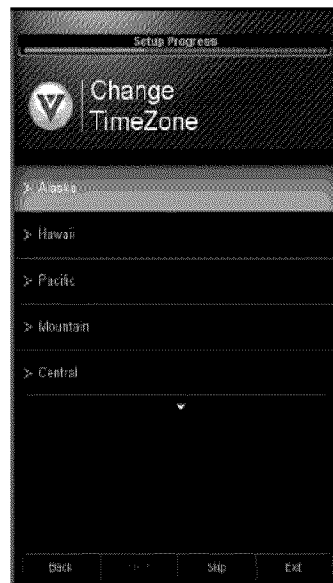 Setup Progress
Change
TimeZone
> Alaska
> Hawaii
> Pacific
> Mountain
> Central
Back
Skip
Exit